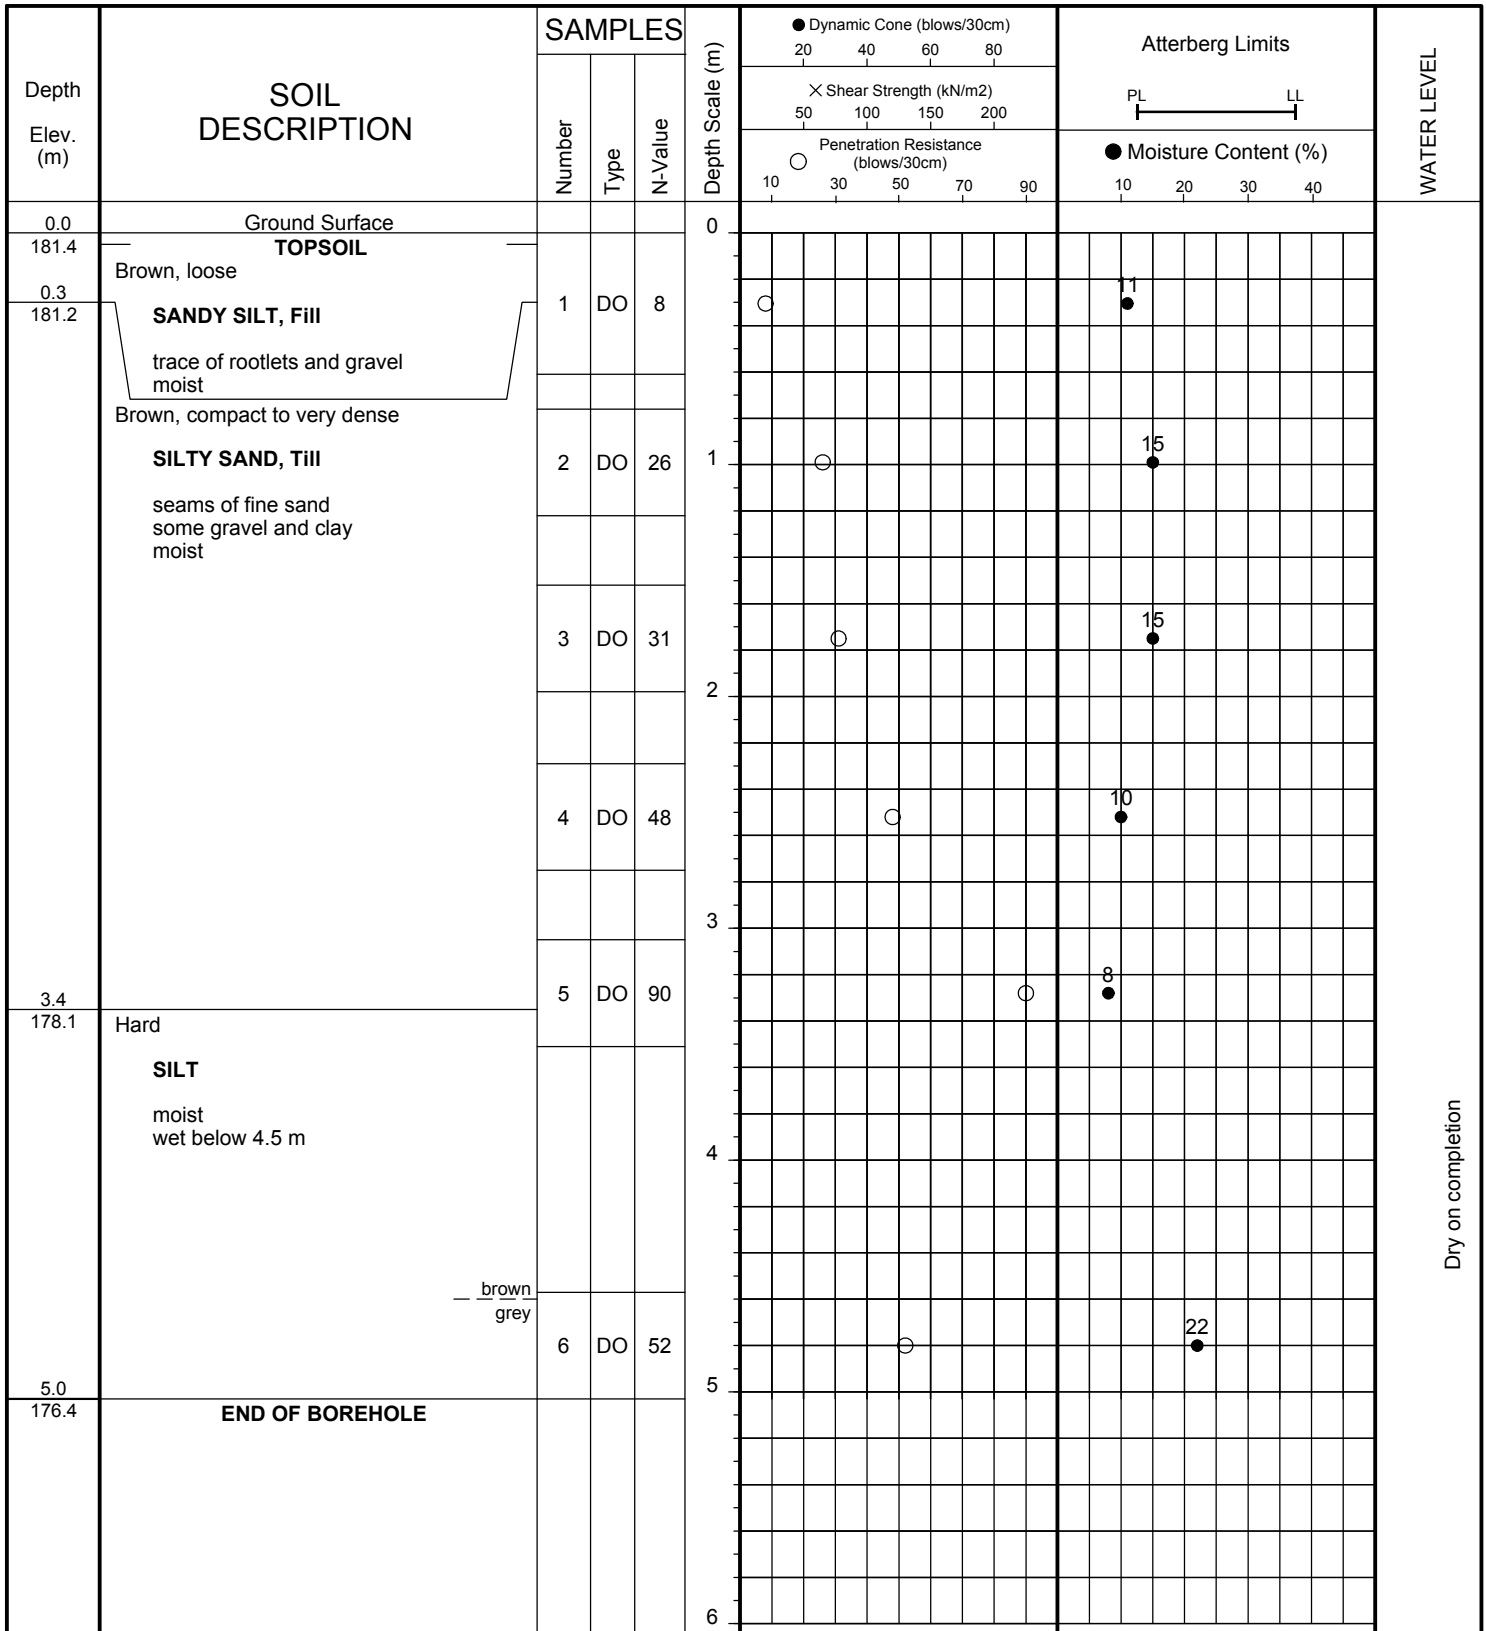 Depth
Elev.
(m)
SOIL
DESCRIPTION
SAMPLES
Number
Type
N-Value
Depth Scale (m)
● Dynamic Cone (blows/30cm)
20 40 60 80
× Shear Strength (kN/m2)
50 100 150 200
○ Penetration Resistance
(blows/30cm)
10 30 50 70 90
Atterberg Limits
PL LL
● Moisture Content (%)
10 20 30 40
WATER LEVEL
0.0 Ground Surface 0
181.4 TOPSOIL
Brown, loose
11
0.3
181.2 SANDY SILT, Fill 1 DO 8
trace of rootlets and gravel
moist
Brown, compact to very dense
15
SILTY SAND, Till 2 DO 26 1
seams of fine sand
some gravel and clay
moist
15
3 DO 31
2
10
4 DO 48
3
8
5 DO 90
3.4
178.1 Hard
SILT
moist
wet below 4.5 m
4
Dry on completion
brown
grey
22
6 DO 52
5.0 5
176.4 END OF BOREHOLE
6